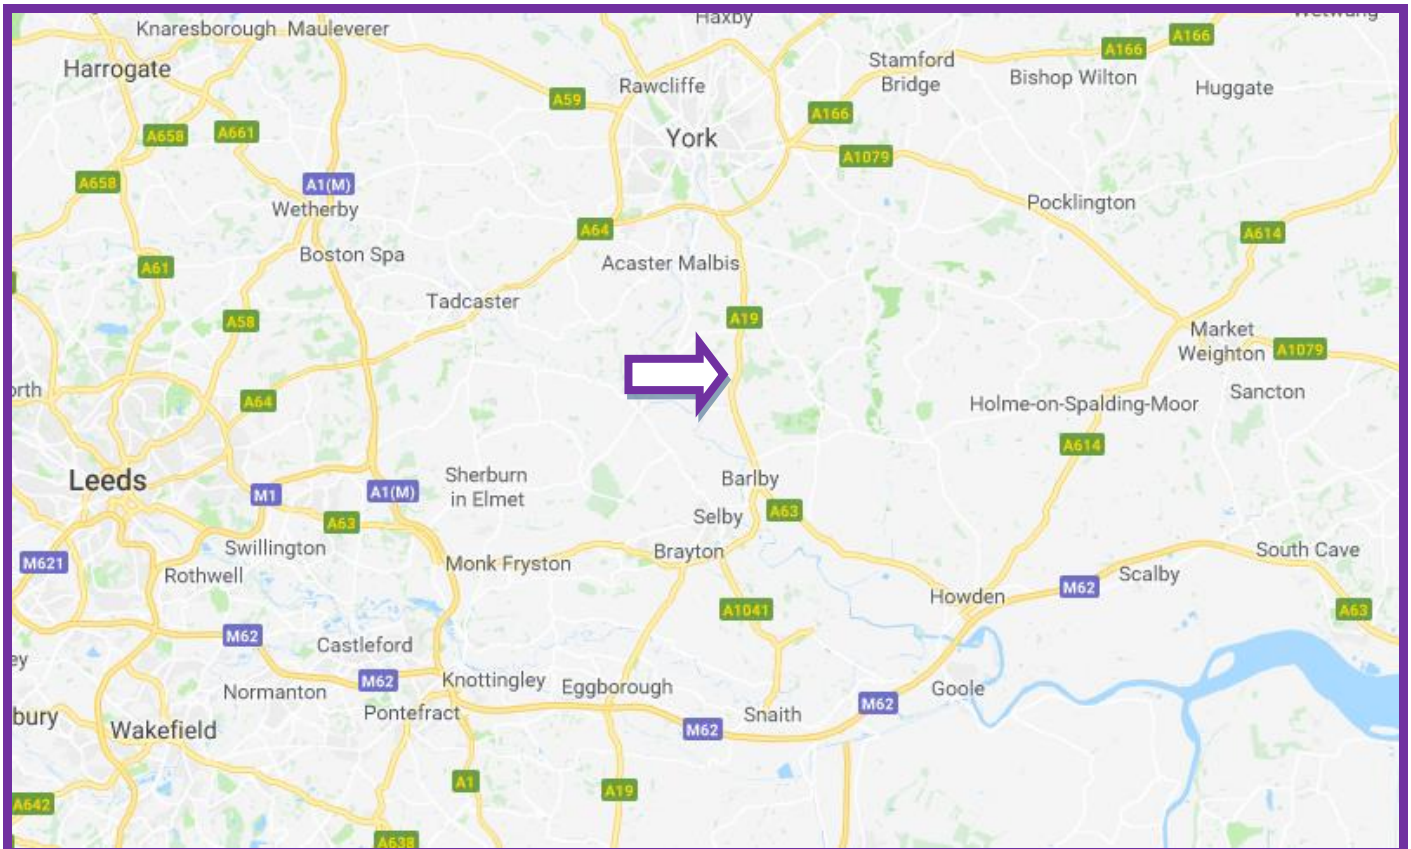 Haxby
Knaresborough
Mauleverer
Harrogate
Stamford
Bridge
A166
A166
Bishop Wilton
Huggate
Rawcliffe
A59
A166
A658
A661
York
A1079
A658
A1(M)
Wetherby
Pocklington
A64
A614
Boston Spa
Acaster Malbis
A61
Tadcaster
A58
A19
Market
Weighton
A1079
orth
A64
Sancton
Holme-on-Spalding-Moor
A614
Leeds
Sherburn
in Elmet
Barlby
M1
A1(M)
A63
Selby
A63
Swillington
Monk Fryston
Brayton
South Cave
M621
Rothwell
Scalby
M62
Howden
A1041
A63
M62
Castleford
ey
M62
Knottingley
Eggborough
Normanton
Goole
M62
Pontefract
Snaith
bury
Wakefield
M62
A1
A19
A642
A638